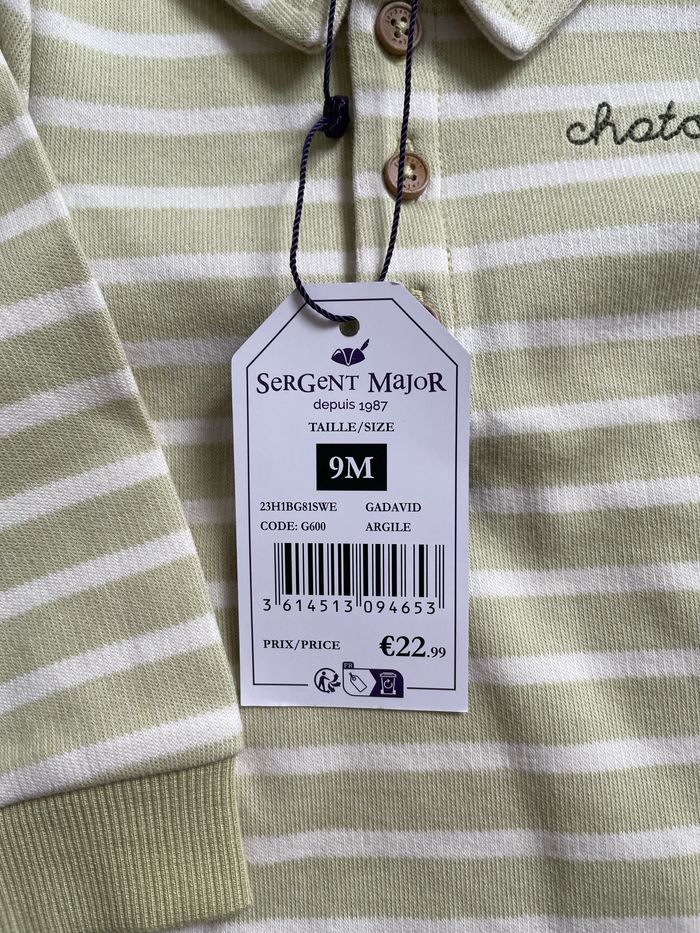 SERGENT MAJOR
depuis 1987
TAILLE/SIZE
9M
23H1BG81SWE GADAVID
CODE: G600 ARGILE
3 614513 094653
PRIX/PRICE €22.99
FR